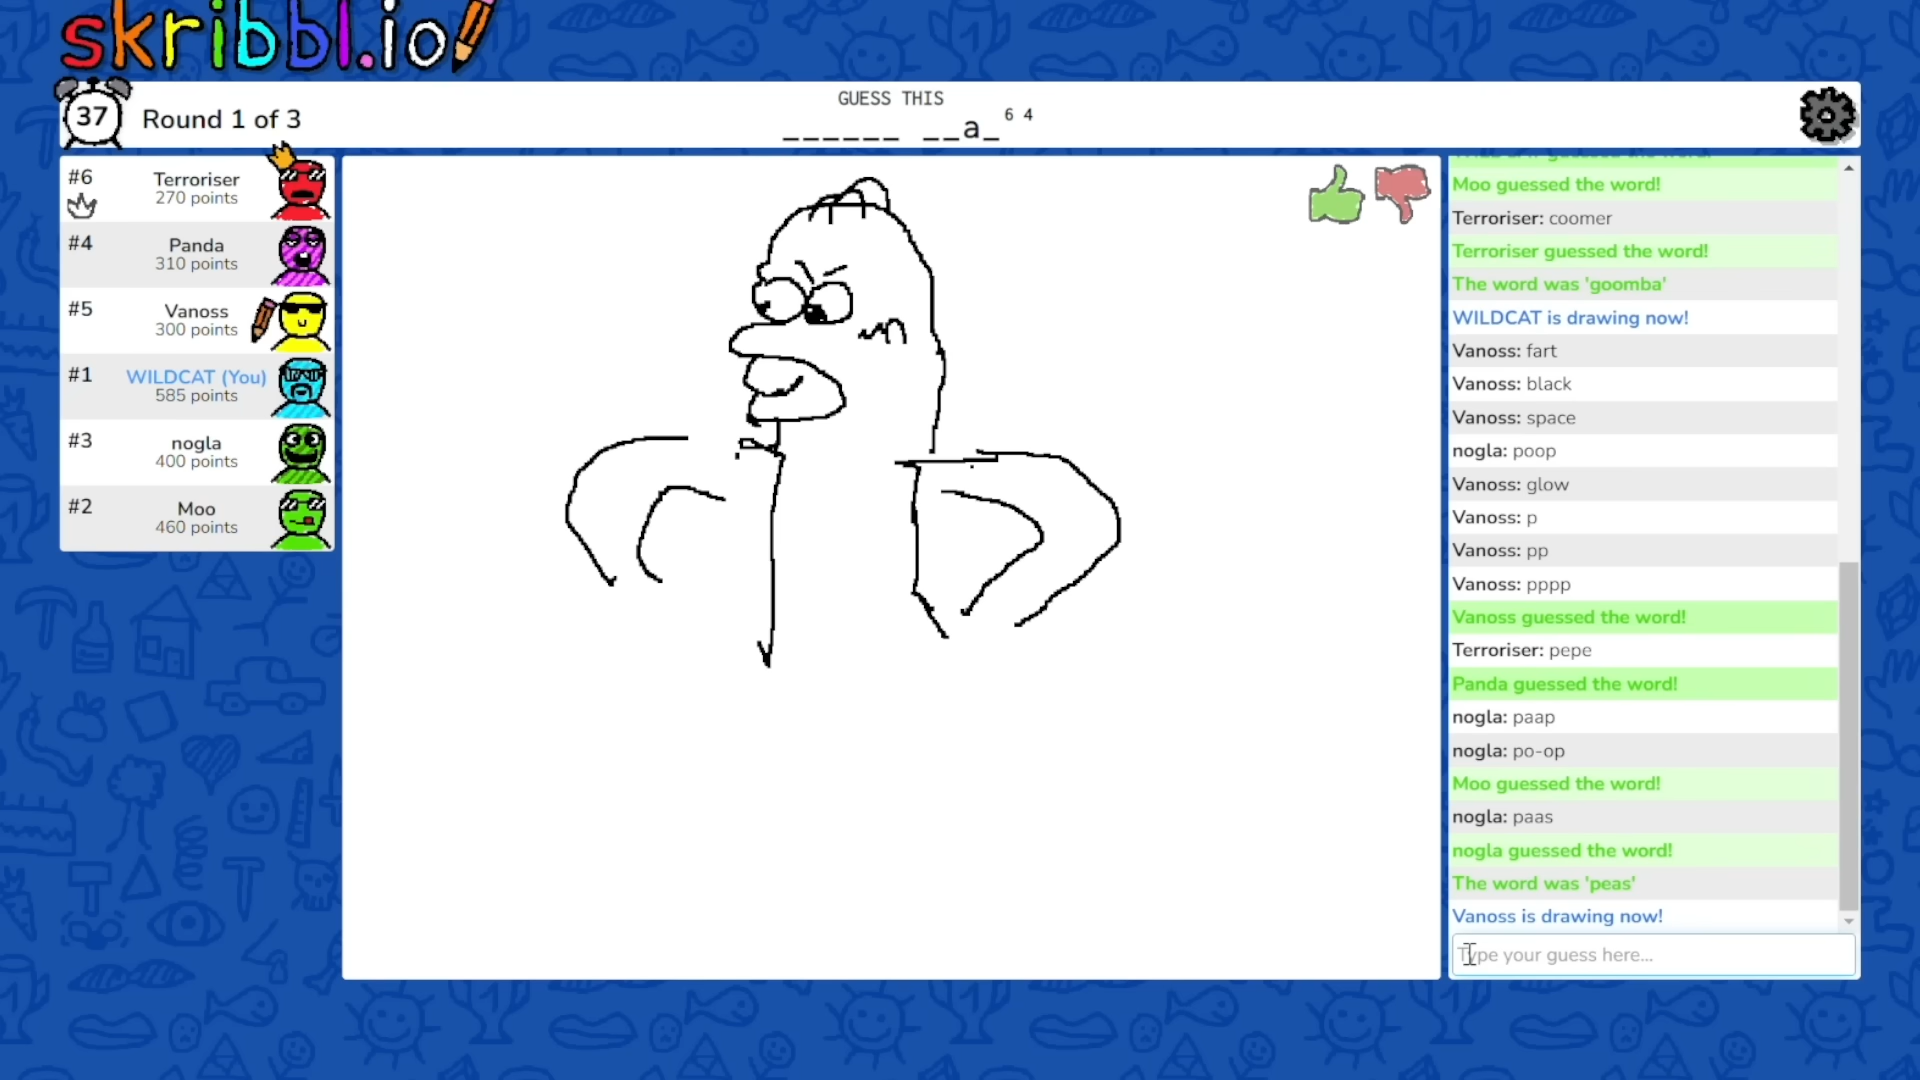 skribbl.io
37
Round 1 of 3
GUESS THIS
______ __a_ 6 4
#6 Terroriser
270 points
#4 Panda
310 points
#5 Vanoss
300 points
#1 WILDCAT (You)
585 points
#3 nogla
400 points
#2 Moo
460 points
Moo guessed the word!
Terroriser: coomer
Terroriser guessed the word!
The word was 'goomba'
WILDCAT is drawing now!
Vanoss: fart
Vanoss: black
Vanoss: space
nogla: poop
Vanoss: glow
Vanoss: p
Vanoss: pp
Vanoss: pppp
Vanoss guessed the word!
Terroriser: pepe
Panda guessed the word!
nogla: paap
nogla: po-op
Moo guessed the word!
nogla: paas
nogla guessed the word!
The word was 'peas'
Vanoss is drawing now!
Type your guess here...